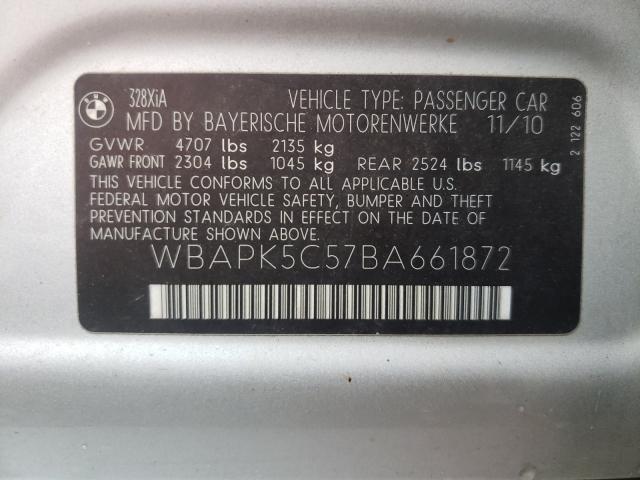 BMW
328XiA VEHICLE TYPE: PASSENGER CAR
MFD BY BAYERISCHE MOTORENWERKE 11/10
GVWR 4707 lbs 2135 kg
GAWR FRONT 2304 lbs 1045 kg REAR 2524 lbs 1145 kg
THIS VEHICLE CONFORMS TO ALL APPLICABLE U.S.
FEDERAL MOTOR VEHICLE SAFETY, BUMPER AND THEFT
PREVENTION STANDARDS IN EFFECT ON THE DATE OF
MANUFACTURE SHOWN ABOVE.
WBAPK5C57BA661872
2 122 606